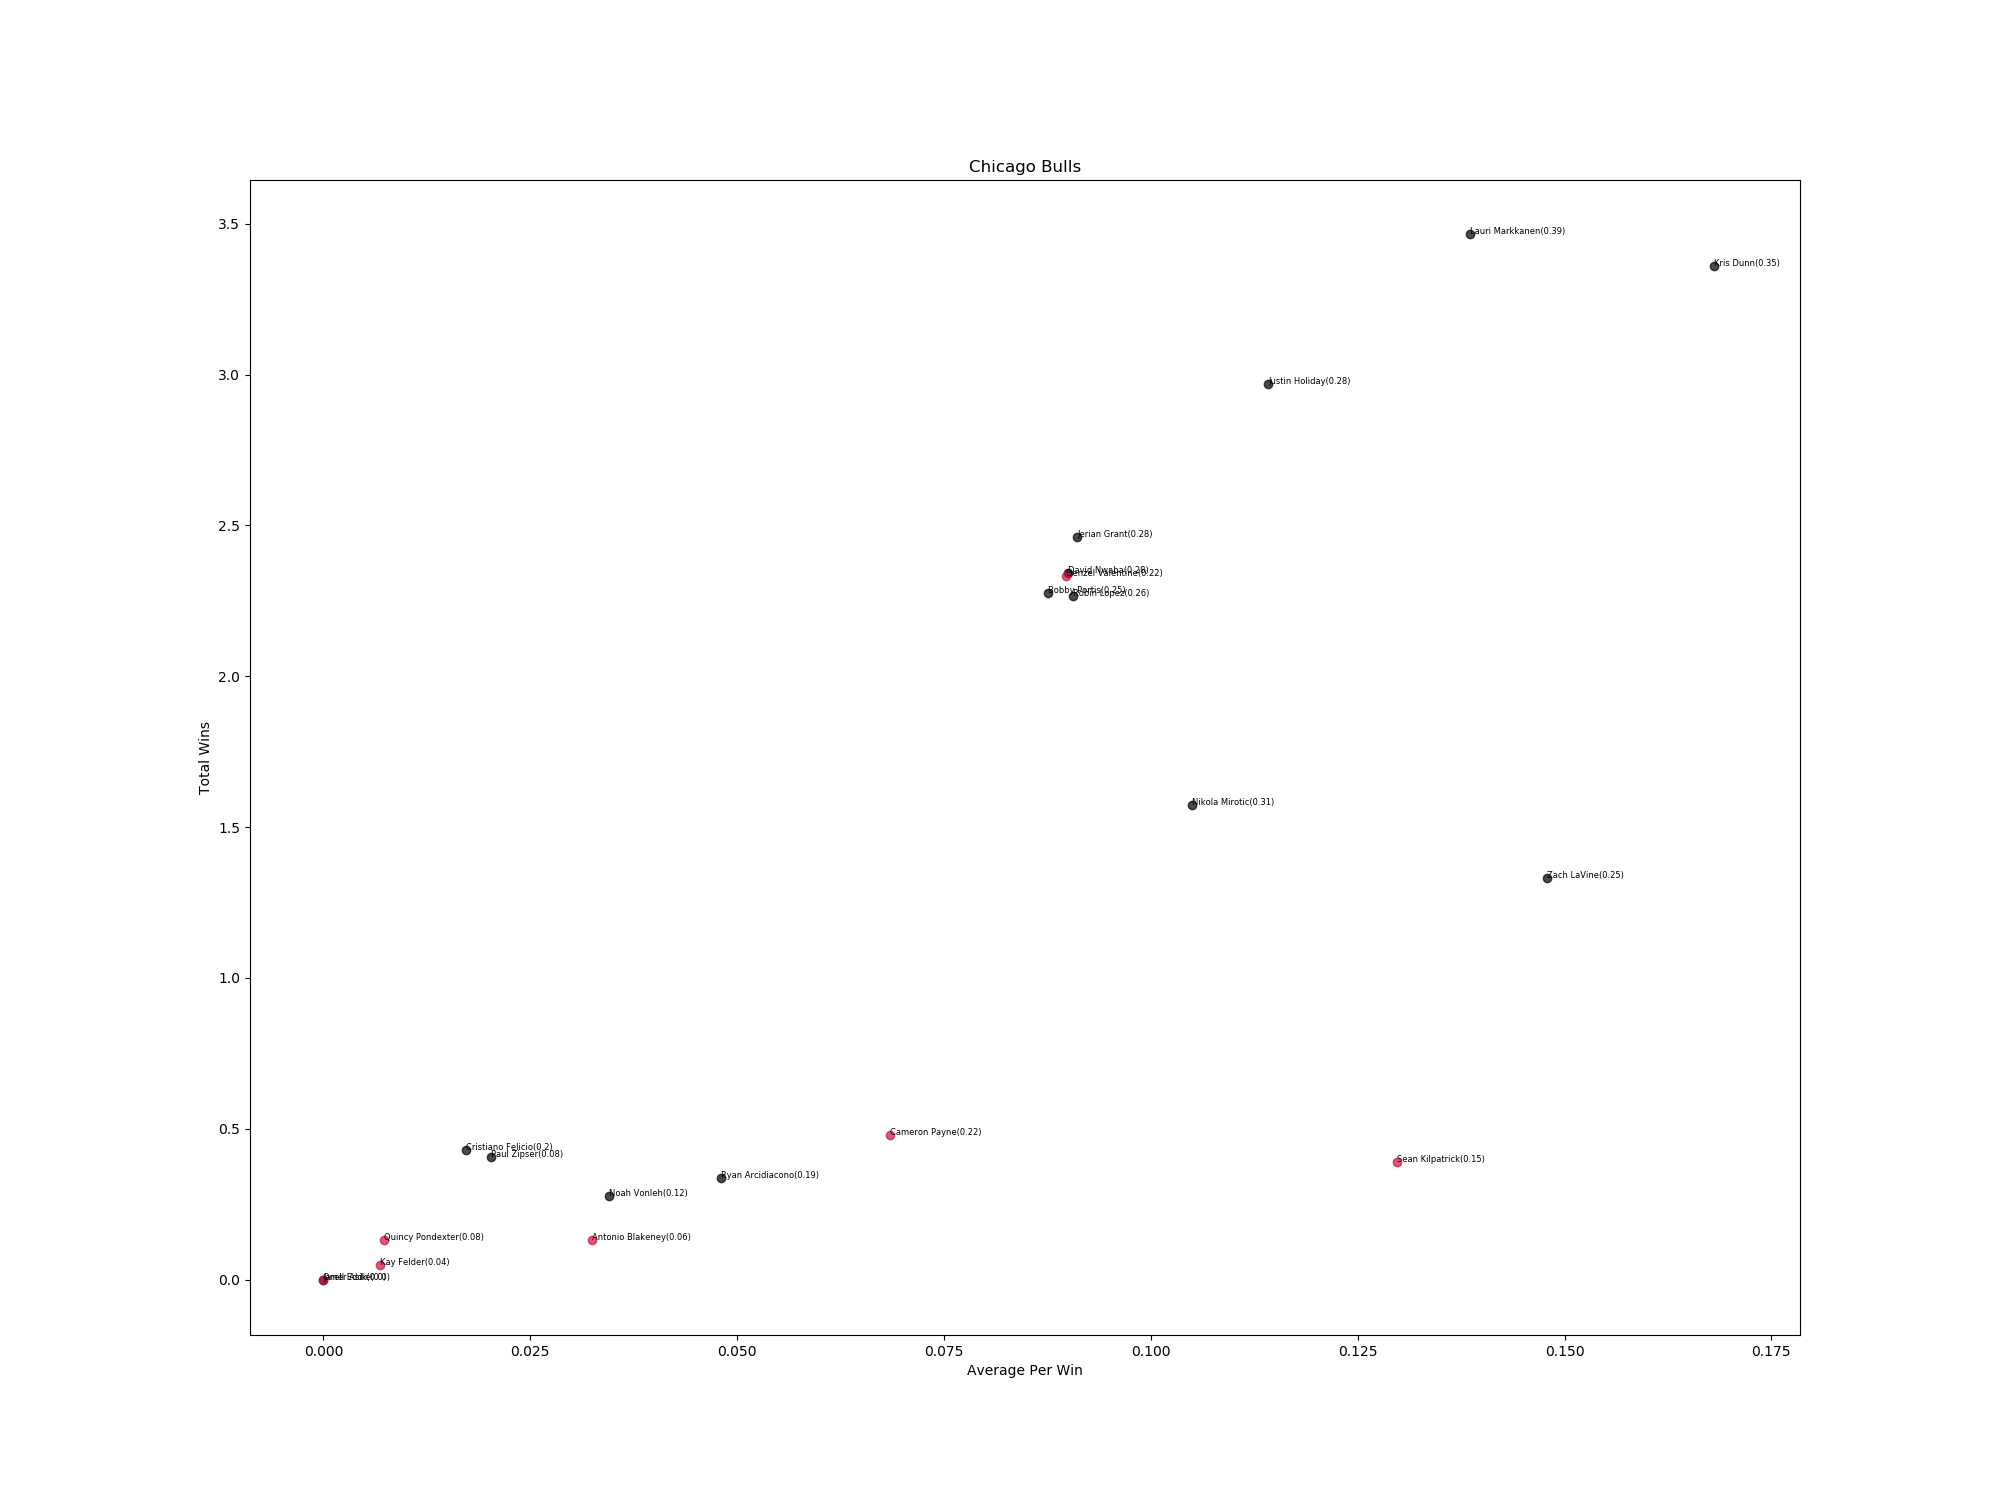 Chicago Bulls
3.5
Lauri Markkanen(0.39)
Kris Dunn(0.35)
3.0
Justin Holiday(0.28)
2.5
Jerian Grant(0.28)
David Nwaba(0.28)
Denzel Valentine(0.22)
Bobby Portis(0.25)
Robin Lopez(0.26)
2.0
Total Wins
Nikola Mirotic(0.31)
1.5
Zach LaVine(0.25)
1.0
0.5
Cameron Payne(0.22)
Cristiano Felicio(0.2)
Paul Zipser(0.08)
Sean Kilpatrick(0.15)
Ryan Arcidiacono(0.19)
Noah Vonleh(0.12)
Quincy Pondexter(0.08)
Antonio Blakeney(0.06)
Kay Felder(0.04)
0.0
0.000
0.025
0.050
0.075
0.100
0.125
0.150
0.175
Average Per Win